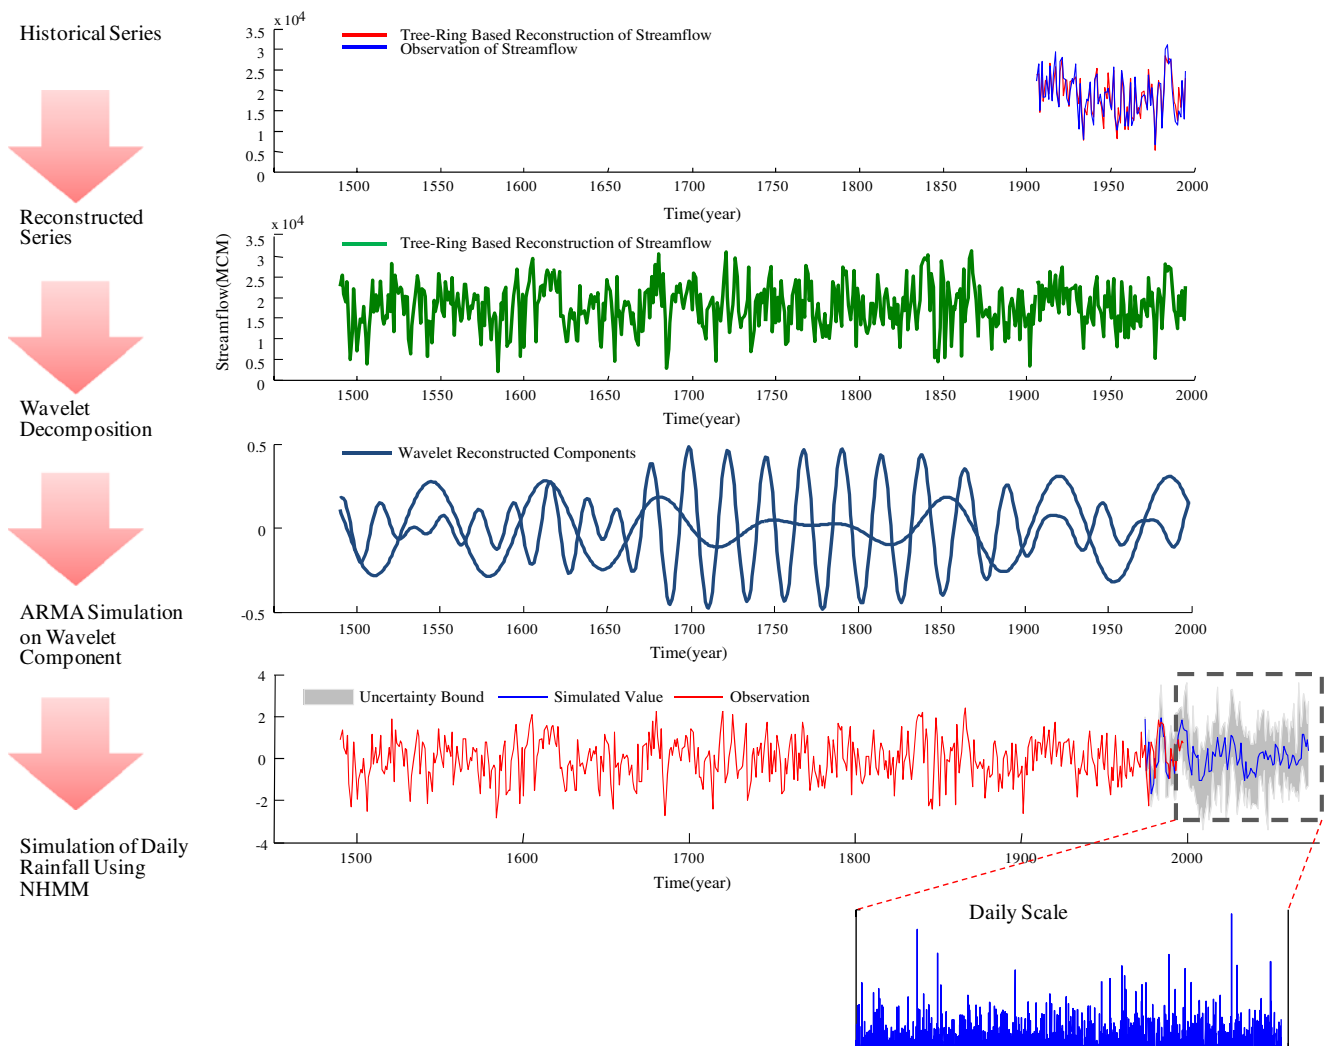 Historical Series
x 10⁴
Tree-Ring Based Reconstruction of Streamflow
Observation of Streamflow
3.5
3
2.5
2
1.5
1
0.5
0
1500 1550 1600 1650 1700 1750 1800 1850 1900 1950 2000
Time(year)
Reconstructed
Series
x 10⁴
Tree-Ring Based Reconstruction of Streamflow
Streamflow(MCM)
3.5
3
2.5
2
1.5
1
0.5
0
1500 1550 1600 1650 1700 1750 1800 1850 1900 1950 2000
Time(year)
Wavelet
Decomposition
Wavelet Reconstructed Components
0.5
0
-0.5
1500 1550 1600 1650 1710 1750 1800 1850 1900 1950 2000
Time(year)
ARMA Simulation
on Wavelet
Component
Uncertainty Bound Simulated Value Observation
4
2
0
-2
-4
1500 1600 1700 1800 1900 2000
Time(year)
Simulation of Daily
Rainfall Using
NHMM
Daily Scale